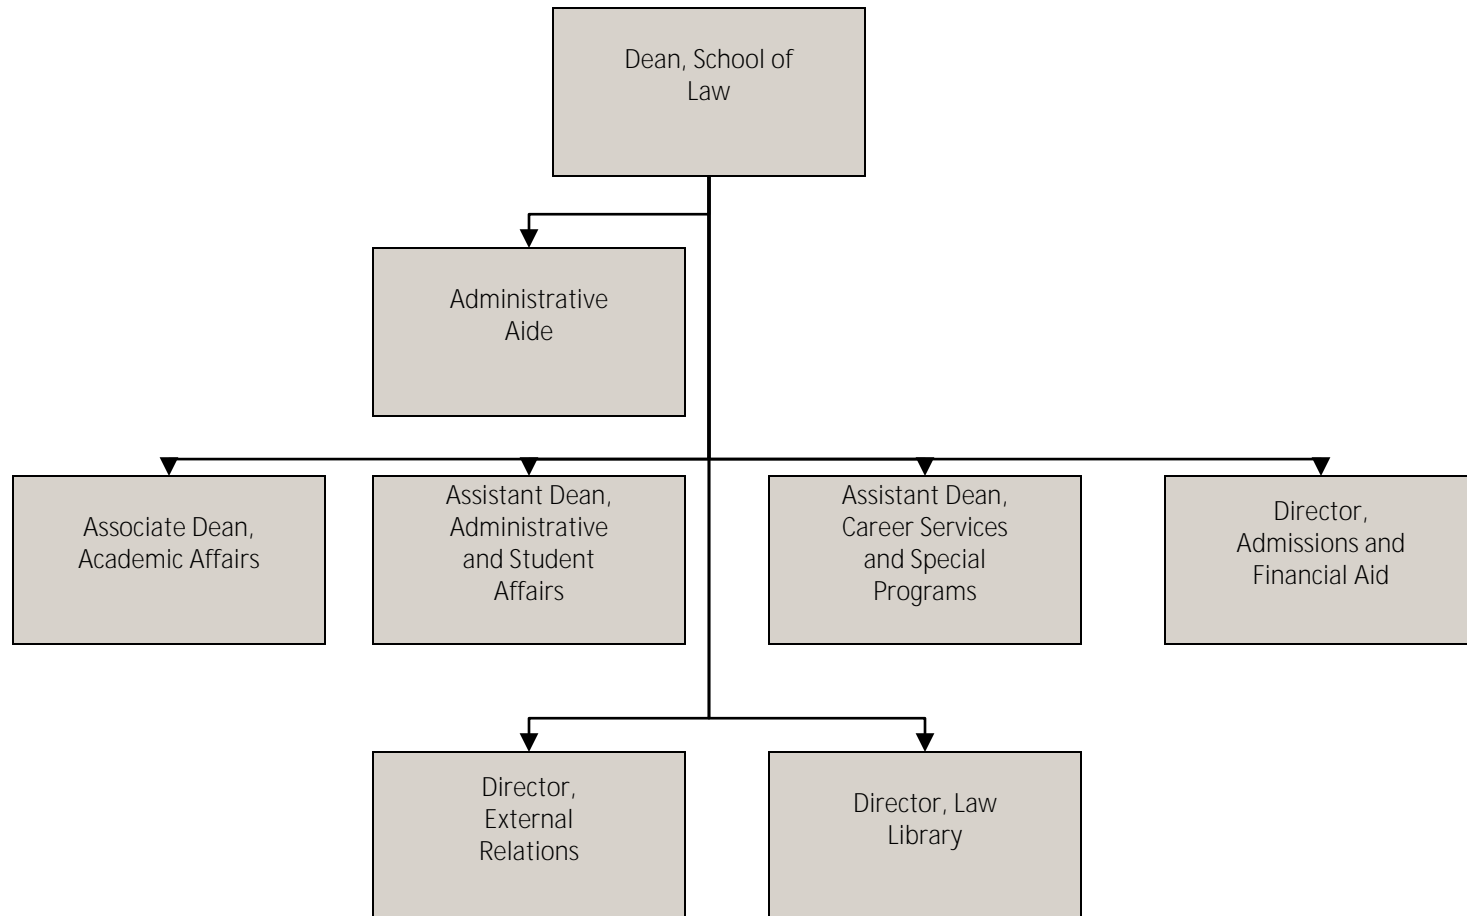 Dean, School of
Law
Administrative
Aide
Associate Dean,
Academic Affairs
Assistant Dean,
Administrative
and Student
Affairs
Assistant Dean,
Career Services
and Special
Programs
Director,
Admissions and
Financial Aid
Director,
External
Relations
Director, Law
Library